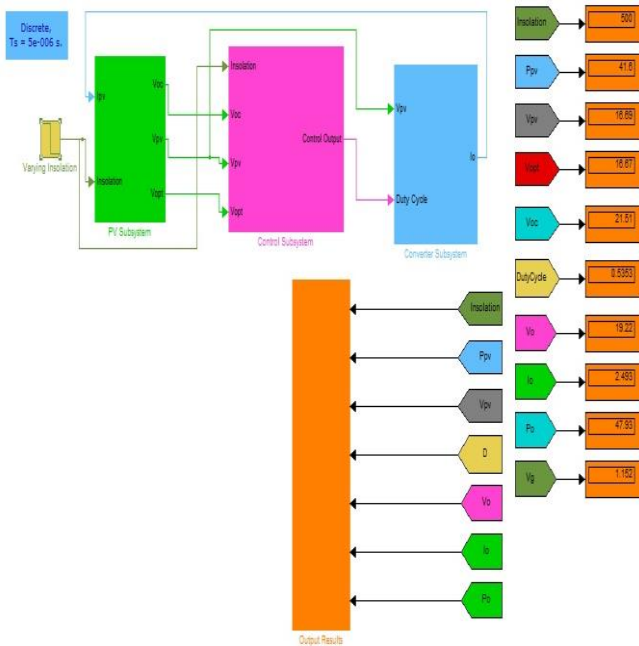 Discrete,
Ts = 5e-006 s.
Ipv
Insolation
Voc
Vpv
Vopt
PV Subsystem
Varying Insolation
Insolation
Voc
Vpv
Vopt
Control Output
Control Subsystem
Vpv
Duty Cycle
Io
Converter Subsystem
Insolation
500
Ppv
41.6
Vpv
16.69
Vopt
16.67
Voc
21.51
DutyCycle
0.5353
Vo
19.22
Io
2.493
Po
47.93
Vg
1.152
Insolation
Ppv
Vpv
D
Vo
Io
Po
Output Results